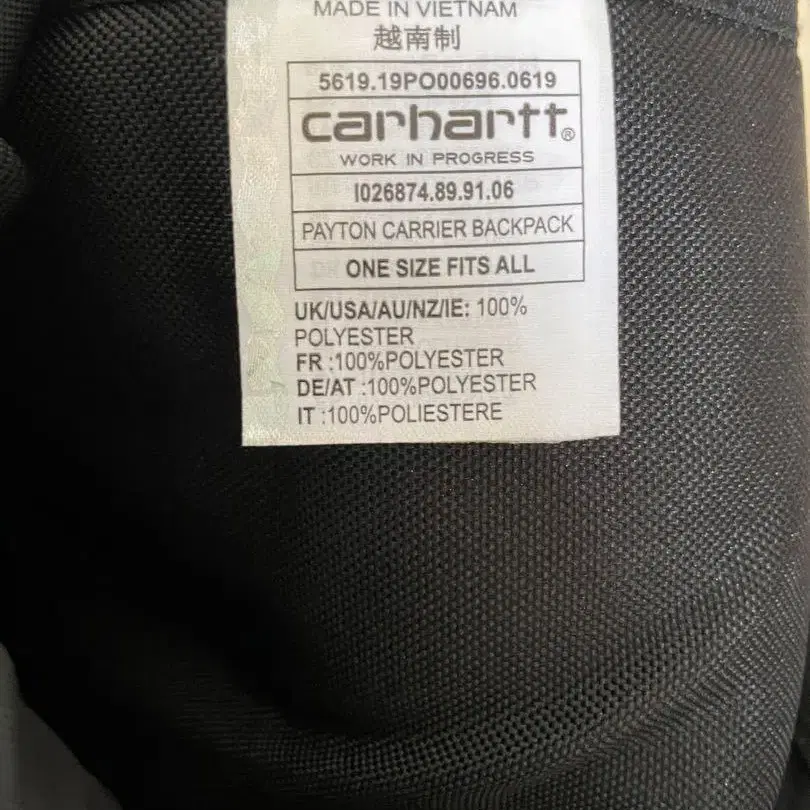 MADE IN VIETNAM
越南制
5619.19PO00696.0619
carhartt®
WORK IN PROGRESS
I026874.89.91.06
PAYTON CARRIER BACKPACK
ONE SIZE FITS ALL
UK/USA/AU/NZ/IE: 100%
POLYESTER
FR :100%POLYESTER
DE/AT :100%POLYESTER
IT :100%POLIESTERE